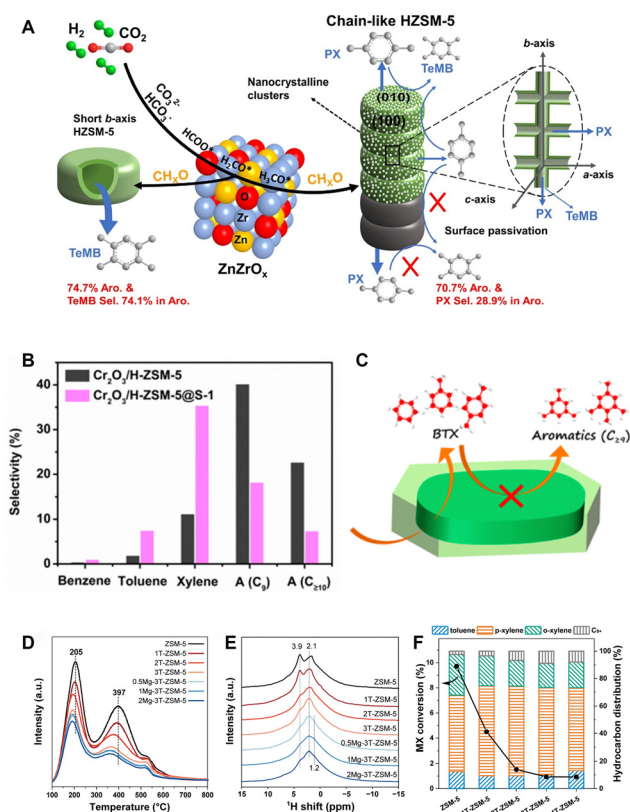 A
H2
CO2
CO3 2-
HCO3 -
HCOO*
H2CO*
H3CO*
Short b-axis
HZSM-5
CHXO
CHXO
O
Zr
Zn
ZnZrOx
TeMB
74.7% Aro. &
TeMB Sel. 74.1% in Aro.
Chain-like HZSM-5
PX
TeMB
Nanocrystalline
clusters
(010)
(100)
Surface passivation
PX
70.7% Aro. &
PX Sel. 28.9% in Aro.
b-axis
PX
a-axis
c-axis
PX
TeMB
B
Cr2O3/H-ZSM-5
Cr2O3/H-ZSM-5@S-1
Selectivity (%)
40
30
20
10
0
Benzene
Toluene
Xylene
A (C9)
A (C≥10)
C
BTX
Aromatics (C≥9)
D
ZSM-5
1T-ZSM-5
2T-ZSM-5
3T-ZSM-5
0.5Mg-3T-ZSM-5
1Mg-3T-ZSM-5
2Mg-3T-ZSM-5
205
397
Intensity (a.u.)
100 200 300 400 500 600 700 800
Temperature (°C)
E
3.9
2.1
ZSM-5
1T-ZSM-5
2T-ZSM-5
3T-ZSM-5
0.5Mg-3T-ZSM-5
1Mg-3T-ZSM-5
2Mg-3T-ZSM-5
1.2
Intensity (a.u.)
15 10 5 0 -5 -10 -15
1H shift (ppm)
F
toluene
p-xylene
o-xylene
C9+
MX conversion (%)
10
8
6
4
2
0
Hydrocarbon distribution (%)
100
80
60
40
20
0
ZSM-5
1T-ZSM-5